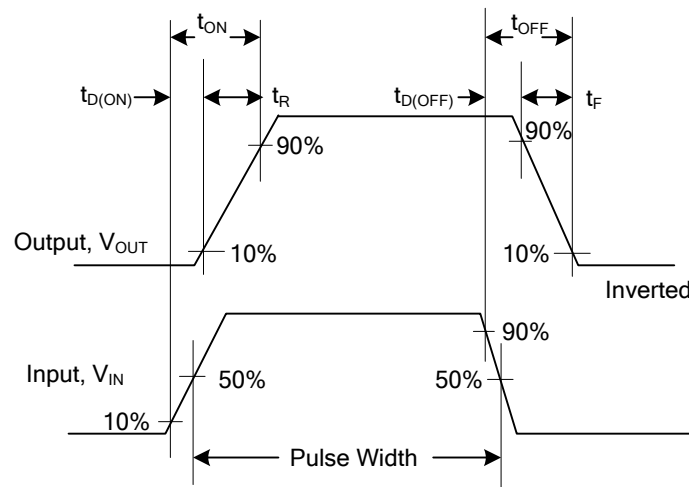 tON
tOFF
tD(ON)
tR
tD(OFF)
tF
90%
90%
Output, VOUT
10%
10%
Inverted
90%
Input, VIN
50%
50%
10%
Pulse Width